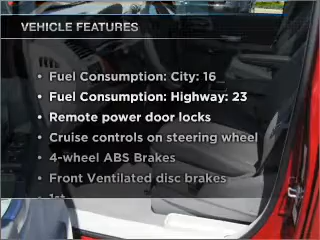 VEHICLE FEATURES
• Fuel Consumption: City: 16
• Fuel Consumption: Highway: 23
• Remote power door locks
• Cruise controls on steering wheel
• 4-wheel ABS Brakes
• Front Ventilated disc brakes